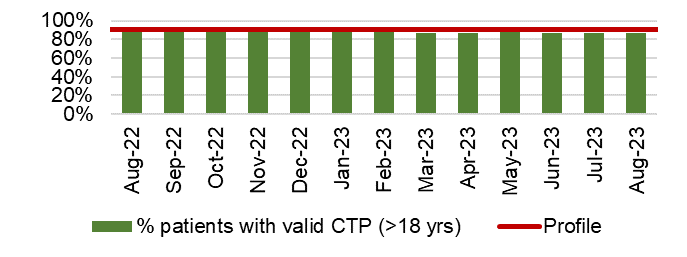 100%
80%
60%
40%
20%
0%
Aug-22
Sep-22
Oct-22
Nov-22
Dec-22
Jan-23
Feb-23
Mar-23
Apr-23
May-23
Jun-23
Jul-23
Aug-23
% patients with valid CTP (>18 yrs) Profile